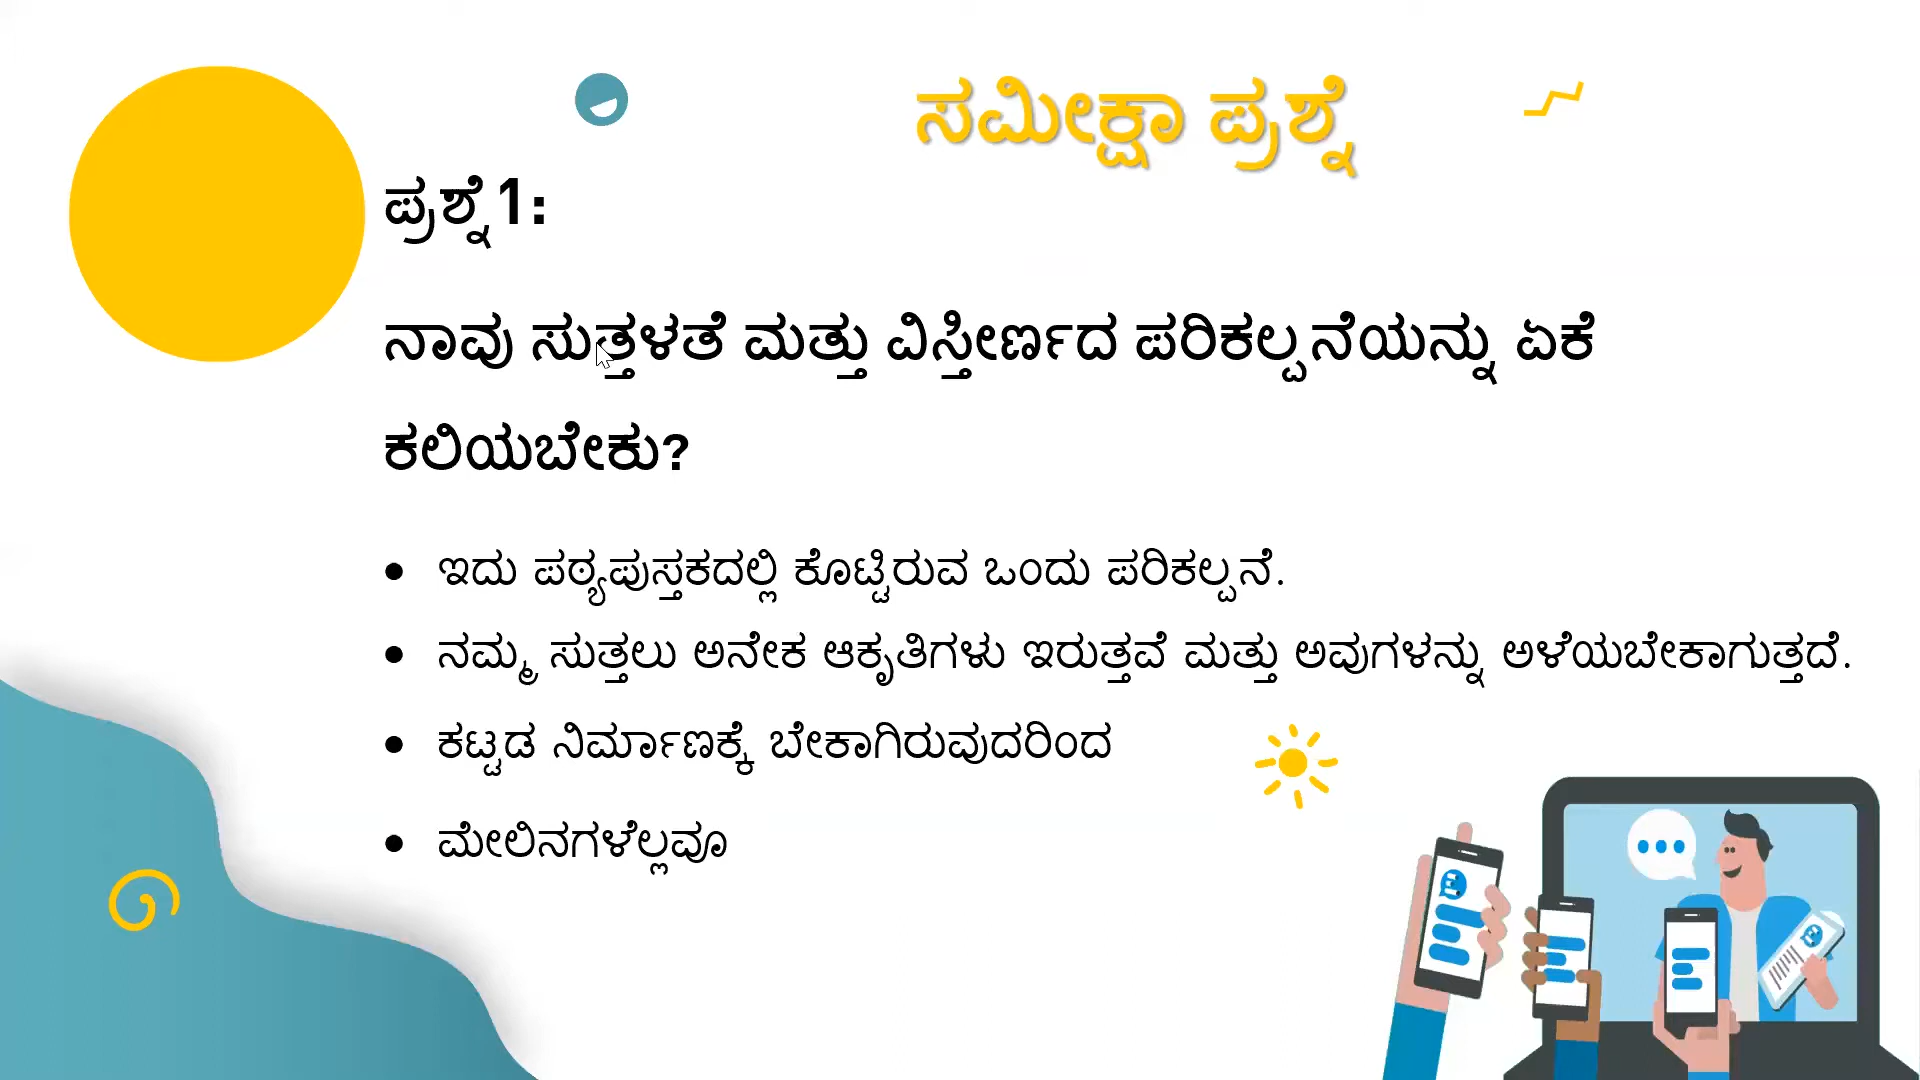 ಸಮೀಕ್ಷಾ ಪ್ರಶ್ನೆ
ಪ್ರಶ್ನೆ 1:
ನಾವು ಸುತ್ತಳತೆ ಮತ್ತು ವಿಸ್ತೀರ್ಣದ ಪರಿಕಲ್ಪನೆಯನ್ನು ಏಕೆ
ಕಲಿಯಬೇಕು?
• ಇದು ಪಠ್ಯಪುಸ್ತಕದಲ್ಲಿ ಕೊಟ್ಟಿರುವ ಒಂದು ಪರಿಕಲ್ಪನೆ.
• ನಮ್ಮ ಸುತ್ತಲು ಅನೇಕ ಆಕೃತಿಗಳು ಇರುತ್ತವೆ ಮತ್ತು ಅವುಗಳನ್ನು ಅಳೆಯಬೇಕಾಗುತ್ತದೆ.
• ಕಟ್ಟಡ ನಿರ್ಮಾಣಕ್ಕೆ ಬೇಕಾಗಿರುವುದರಿಂದ
• ಮೇಲಿನಗಳೆಲ್ಲವೂ